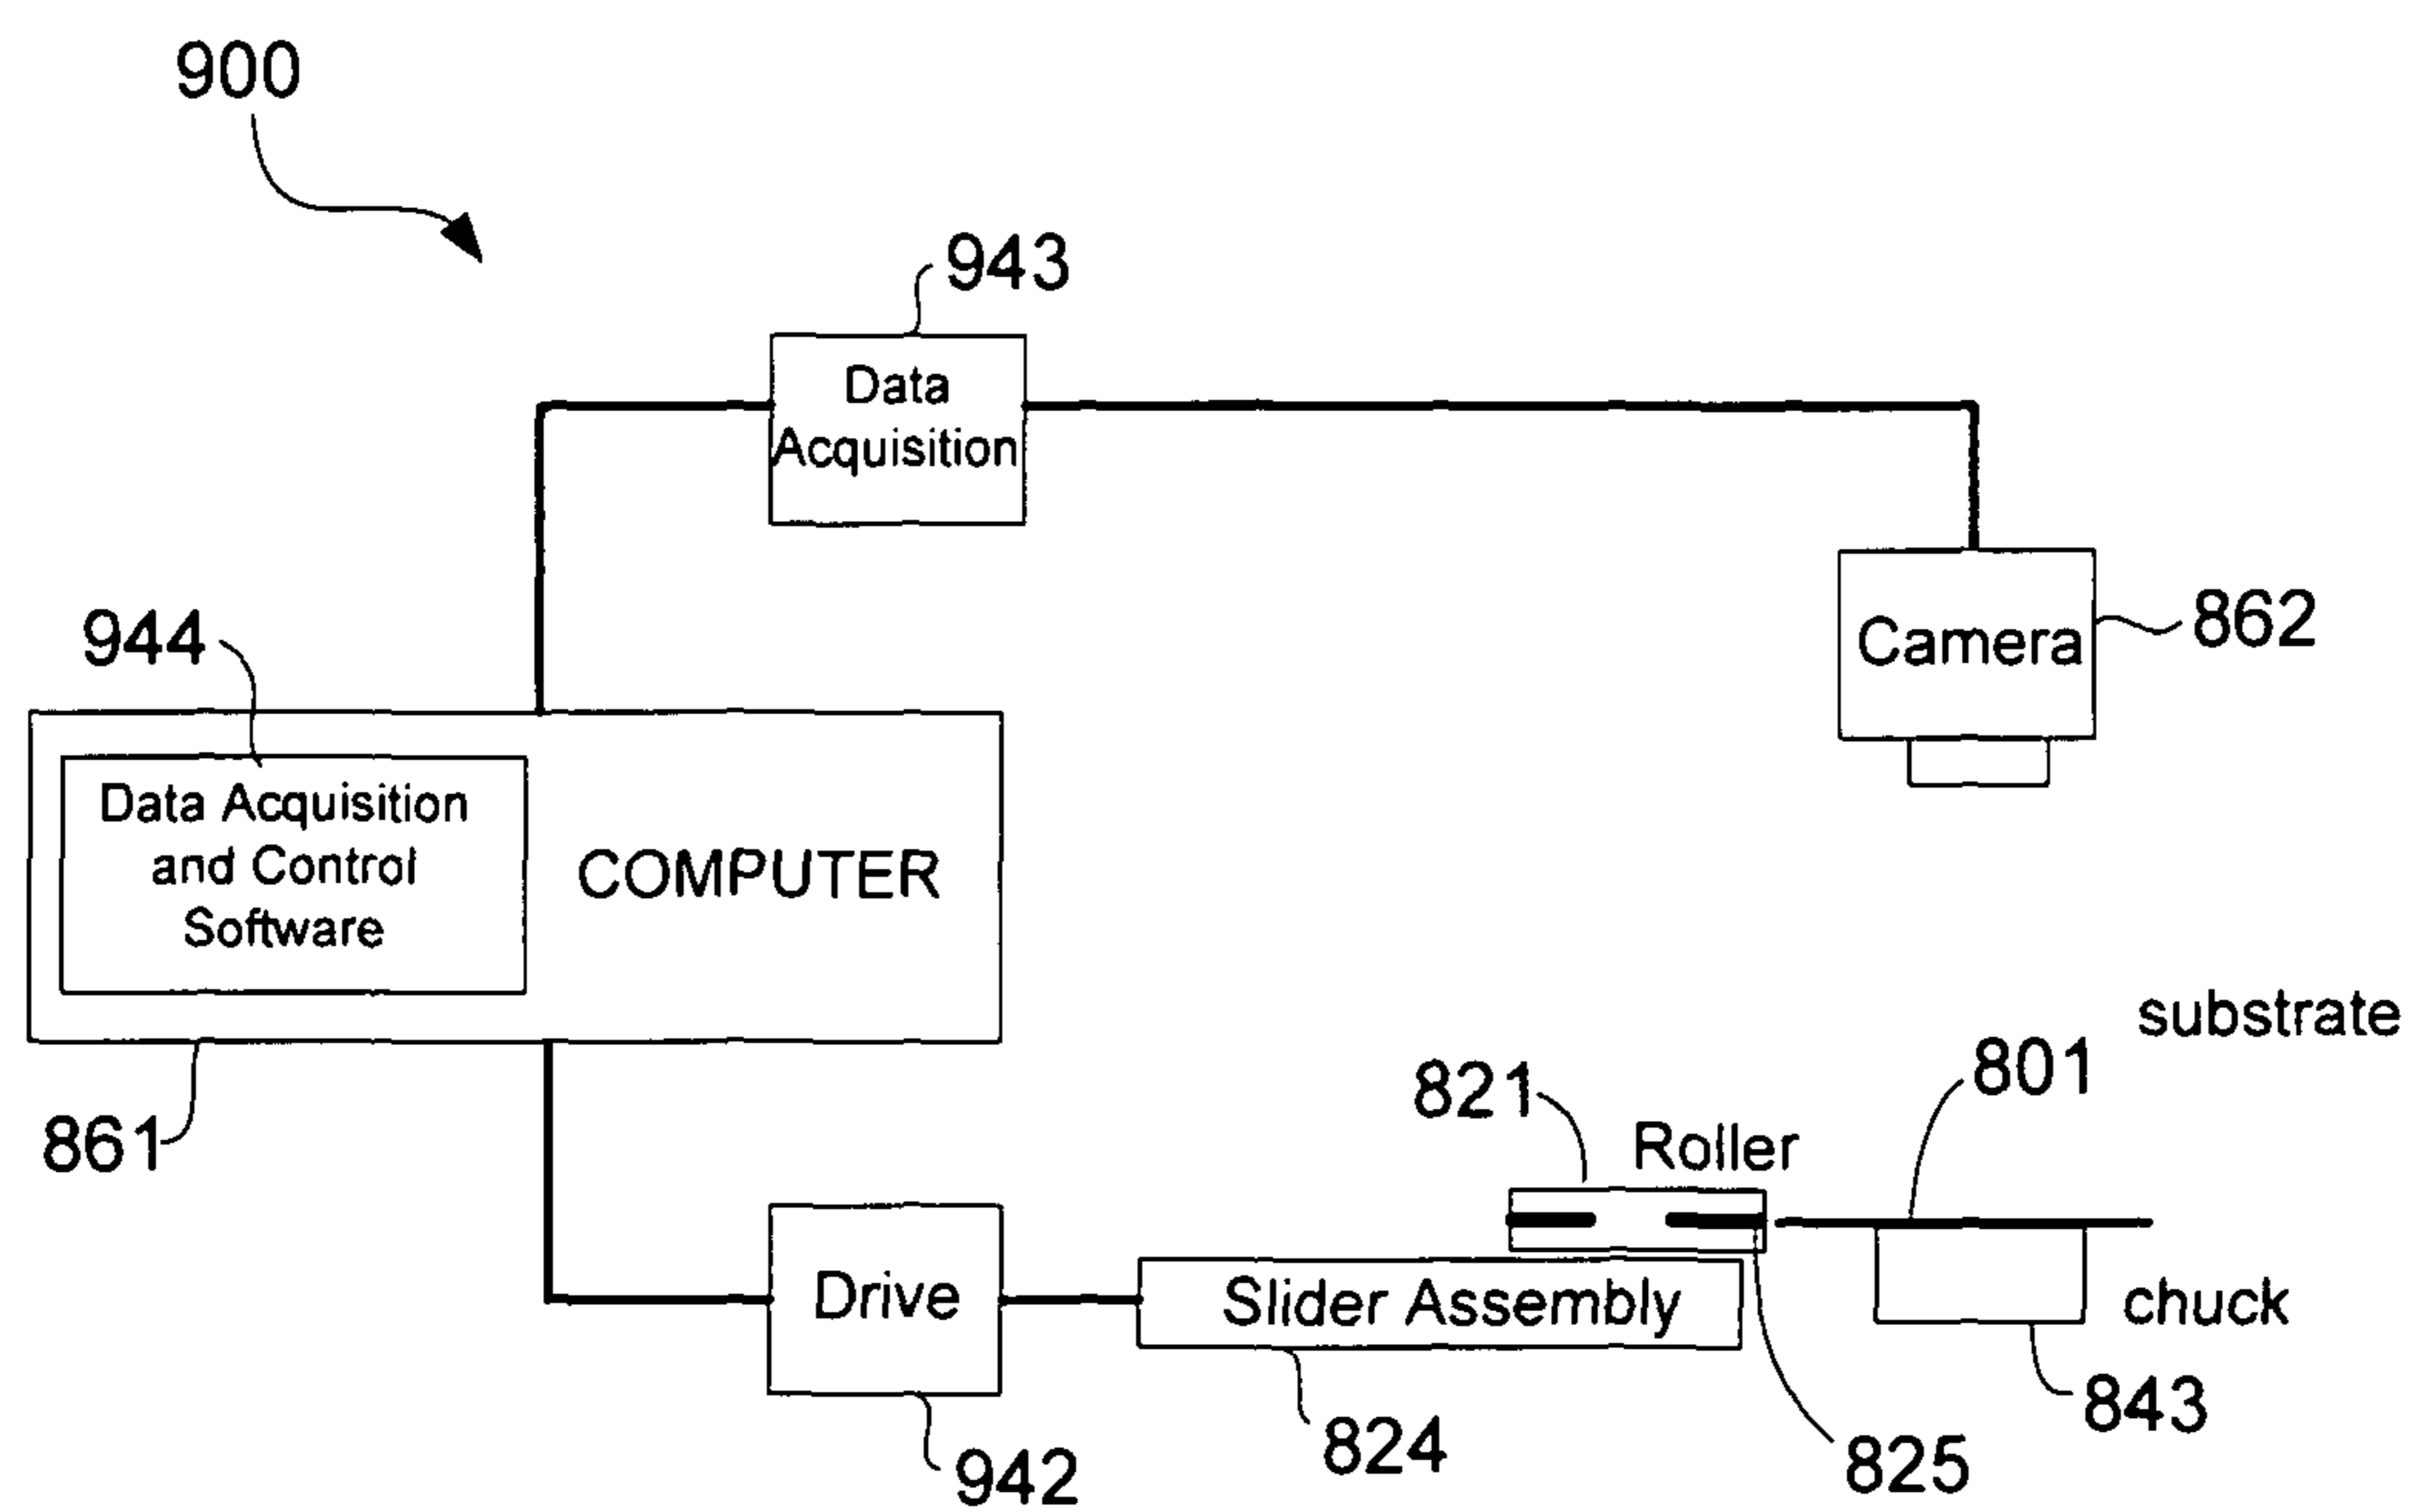 900
943
Data
Acquisition
944
Camera
862
Data Acquisition
and Control
Software
COMPUTER
substrate
801
821
Roller
861
Drive
Slider Assembly
chuck
843
824
825
942